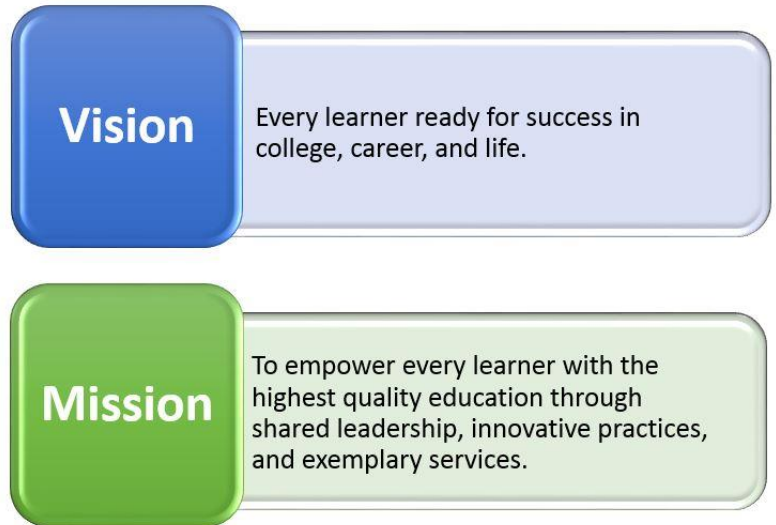 Vision
Every learner ready for success in
college, career, and life.
Mission
To empower every learner with the
highest quality education through
shared leadership, innovative practices,
and exemplary services.